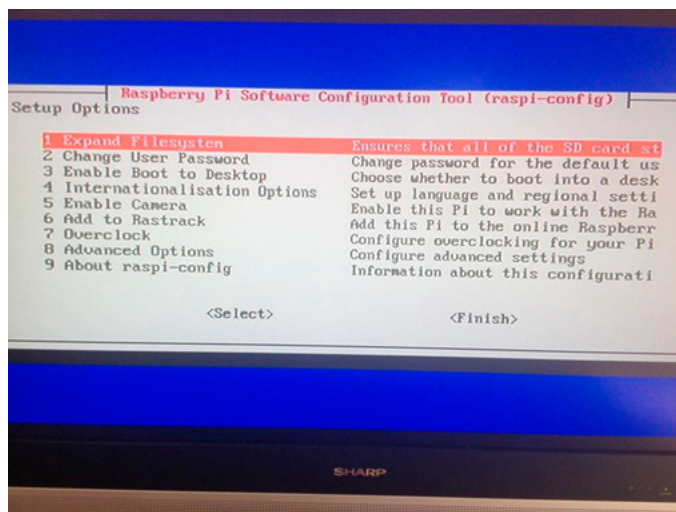 Raspberry Pi Software Configuration Tool (raspi-config)
Setup Options
1 Expand Filesystem Ensures that all of the SD card st
2 Change User Password Change password for the default us
3 Enable Boot to Desktop Choose whether to boot into a desk
4 Internationalisation Options Set up language and regional setti
5 Enable Camera Enable this Pi to work with the Ra
6 Add to Rastrack Add this Pi to the online Raspberr
7 Overclock Configure overclocking for your Pi
8 Advanced Options Configure advanced settings
9 About raspi-config Information about this configurati
<Select> <Finish>
SHARP